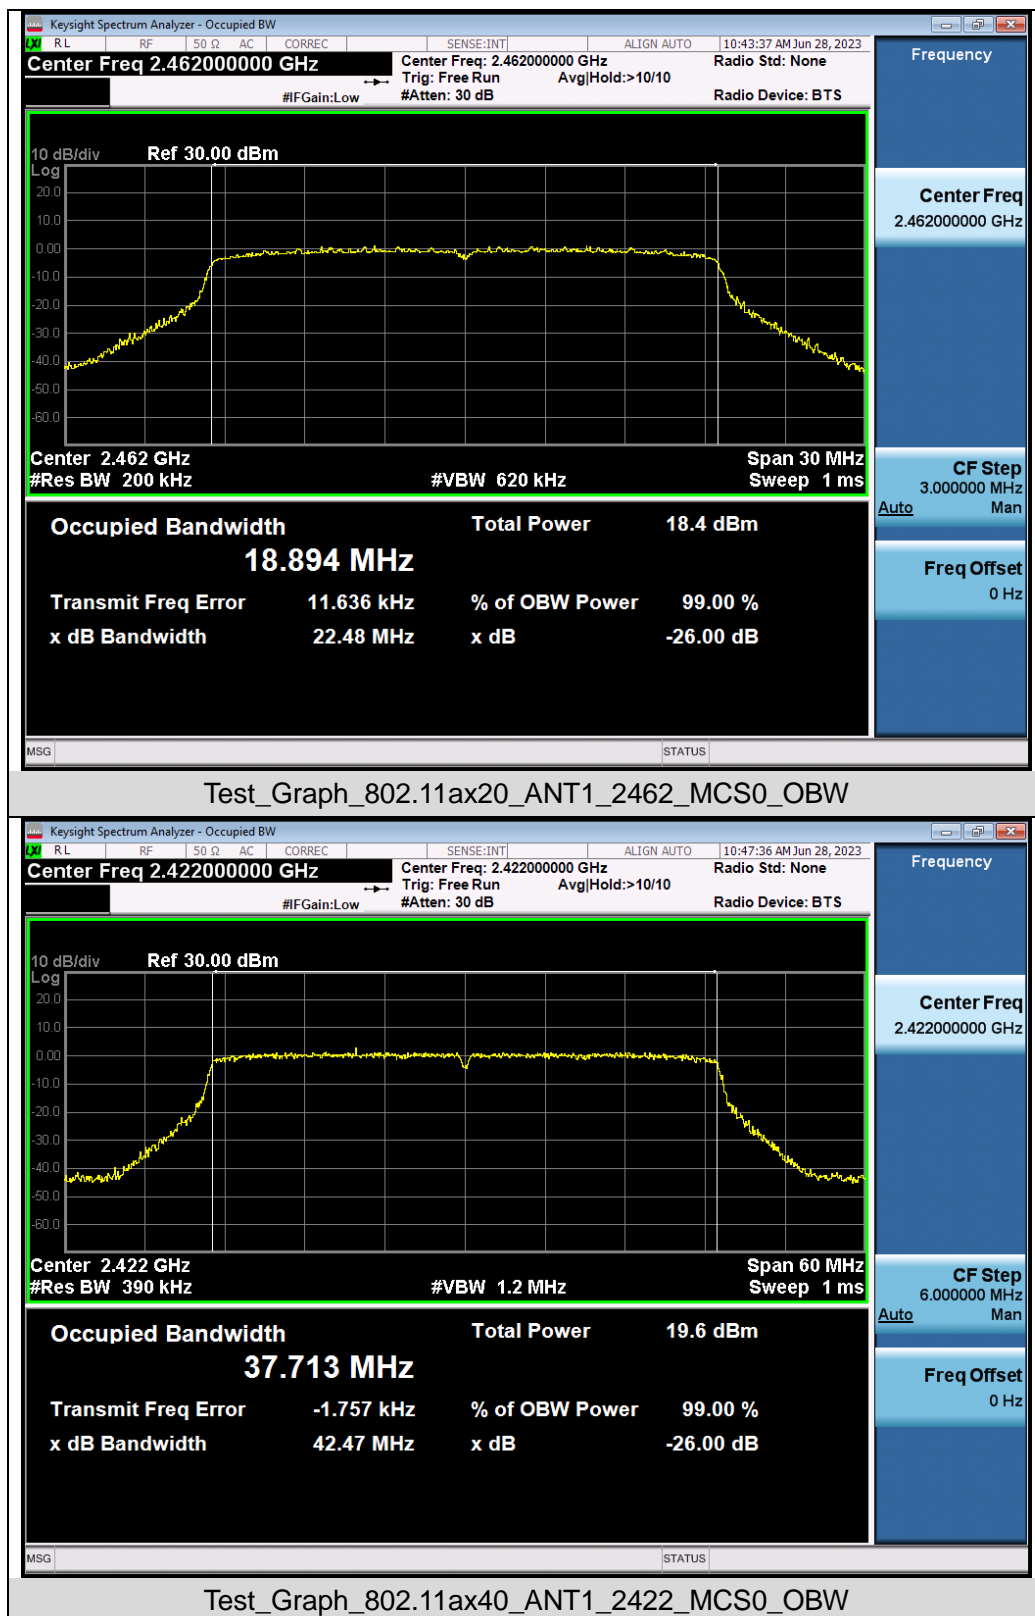 Keysight Spectrum Analyzer - Occupied BW
LXI RL RF 50 Ω AC CORREC SENSE:INT ALIGN AUTO 10:43:37 AM Jun 28, 2023
Center Freq 2.462000000 GHz
Center Freq: 2.462000000 GHz
Radio Std: None
Trig: Free Run Avg|Hold:>10/10
#IFGain:Low
#Atten: 30 dB
Radio Device: BTS
Frequency
10 dB/div Ref 30.00 dBm
Log
20.0
10.0
0.00
-10.0
-20.0
-30.0
-40.0
-50.0
-60.0
Center 2.462 GHz
Span 30 MHz
#Res BW 200 kHz
#VBW 620 kHz
Sweep 1 ms
Center Freq
2.462000000 GHz
CF Step
3.000000 MHz
Auto Man
Freq Offset
0 Hz
Occupied Bandwidth
18.894 MHz
Total Power 18.4 dBm
Transmit Freq Error 11.636 kHz
% of OBW Power 99.00 %
x dB Bandwidth 22.48 MHz
x dB -26.00 dB
MSG
STATUS
Test_Graph_802.11ax20_ANT1_2462_MCS0_OBW
Keysight Spectrum Analyzer - Occupied BW
LXI RL RF 50 Ω AC CORREC SENSE:INT ALIGN AUTO 10:47:36 AM Jun 28, 2023
Center Freq 2.422000000 GHz
Center Freq: 2.422000000 GHz
Radio Std: None
Trig: Free Run Avg|Hold:>10/10
#IFGain:Low
#Atten: 30 dB
Radio Device: BTS
Frequency
10 dB/div Ref 30.00 dBm
Log
20.0
10.0
0.00
-10.0
-20.0
-30.0
-40.0
-50.0
-60.0
Center 2.422 GHz
Span 60 MHz
#Res BW 390 kHz
#VBW 1.2 MHz
Sweep 1 ms
Center Freq
2.422000000 GHz
CF Step
6.000000 MHz
Auto Man
Freq Offset
0 Hz
Occupied Bandwidth
37.713 MHz
Total Power 19.6 dBm
Transmit Freq Error -1.757 kHz
% of OBW Power 99.00 %
x dB Bandwidth 42.47 MHz
x dB -26.00 dB
MSG
STATUS
Test_Graph_802.11ax40_ANT1_2422_MCS0_OBW